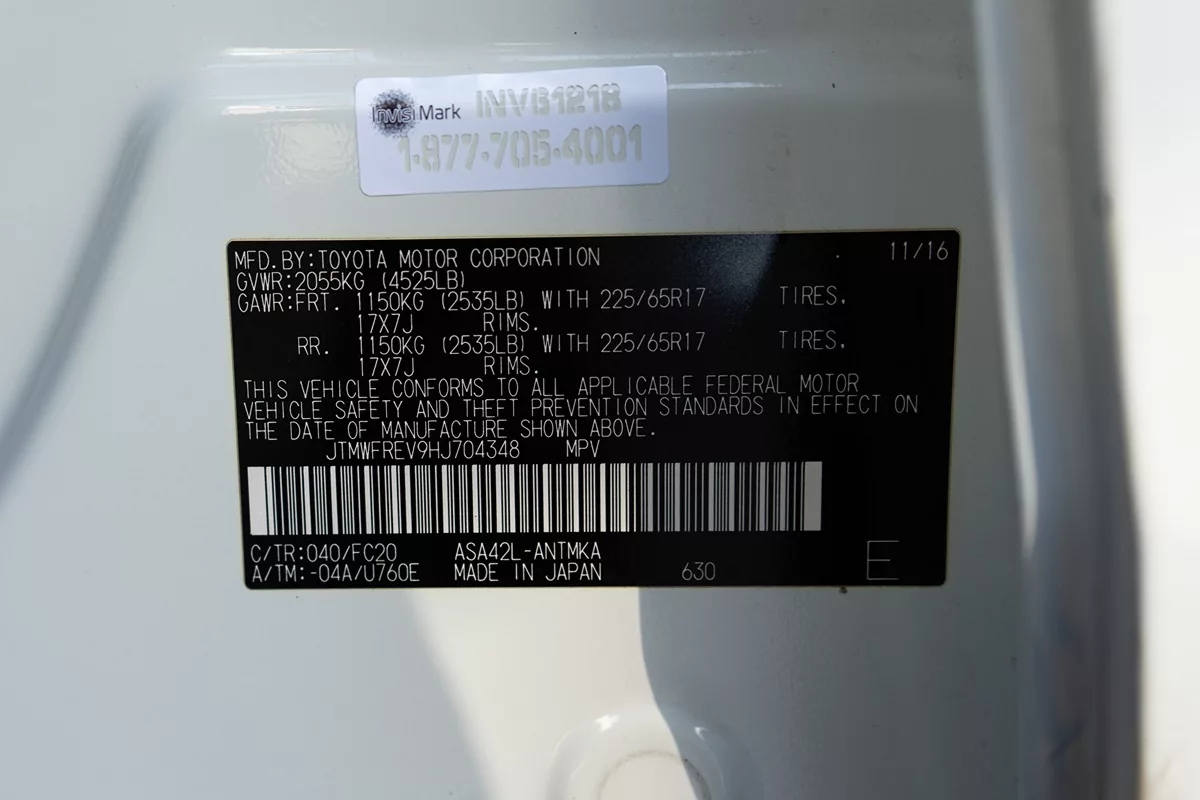 InvisiMark INV61218
1-877-705-4001
MFD.BY:TOYOTA MOTOR CORPORATION 11/16
GVWR:2055KG (4525LB)
GAWR:FRT. 1150KG (2535LB) WITH 225/65R17 TIRES,
17X7J RIMS.
RR. 1150KG (2535LB) WITH 225/65R17 TIRES,
17X7J RIMS.
THIS VEHICLE CONFORMS TO ALL APPLICABLE FEDERAL MOTOR
VEHICLE SAFETY AND THEFT PREVENTION STANDARDS IN EFFECT ON
THE DATE OF MANUFACTURE SHOWN ABOVE.
JTMWFREV9HJ704348 MPV
C/TR:040/FC20 ASA42L-ANTMKA
A/TM:-04A/U760E MADE IN JAPAN 630 E